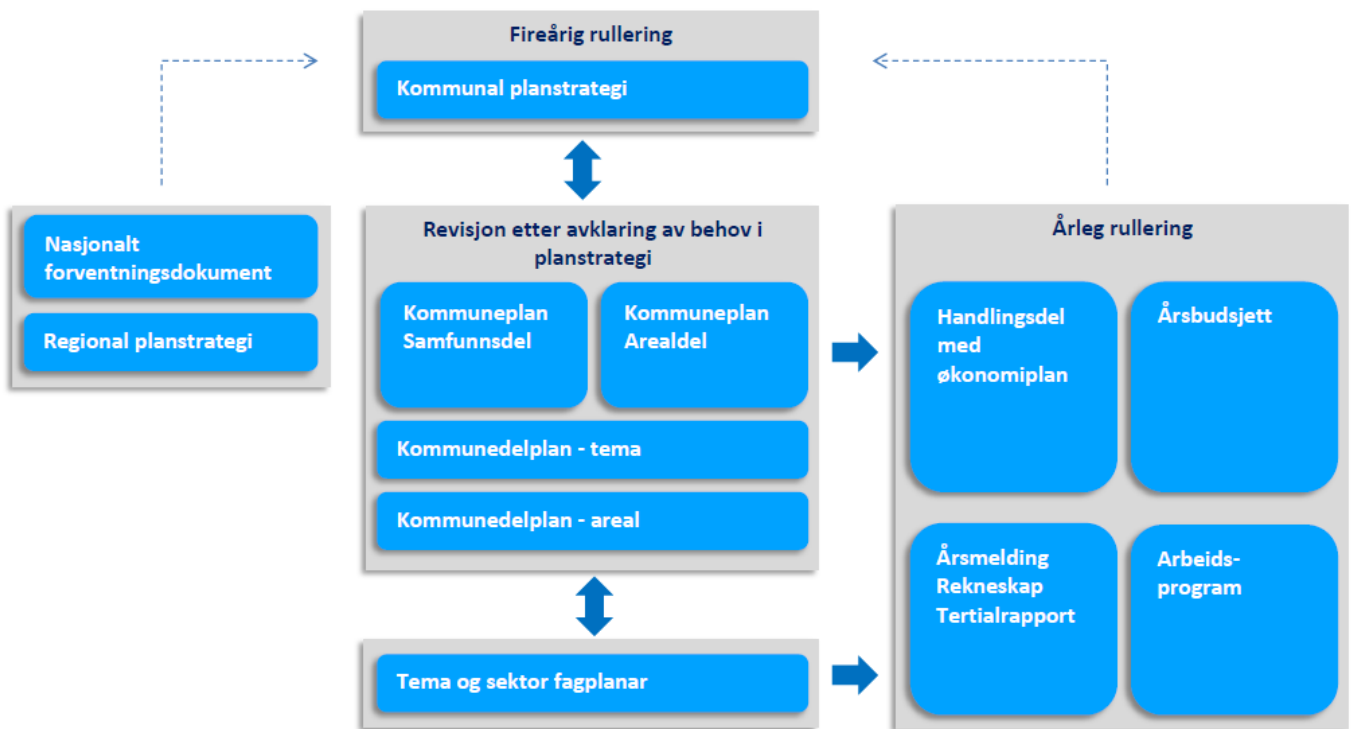 Fireårig rullering
Kommunal planstrategi
Nasjonalt
forventningsdokument
Regional planstrategi
Revisjon etter avklaring av behov i
planstrategi
Kommuneplan
Samfunnsdel
Kommuneplan
Arealdel
Kommunedelplan - tema
Kommunedelplan - areal
Tema og sektor fagplanar
Årleg rullering
Handlingsdel
med
økonomiplan
Årsbudsjett
Årsmelding
Rekneskap
Tertialrapport
Arbeids-
program